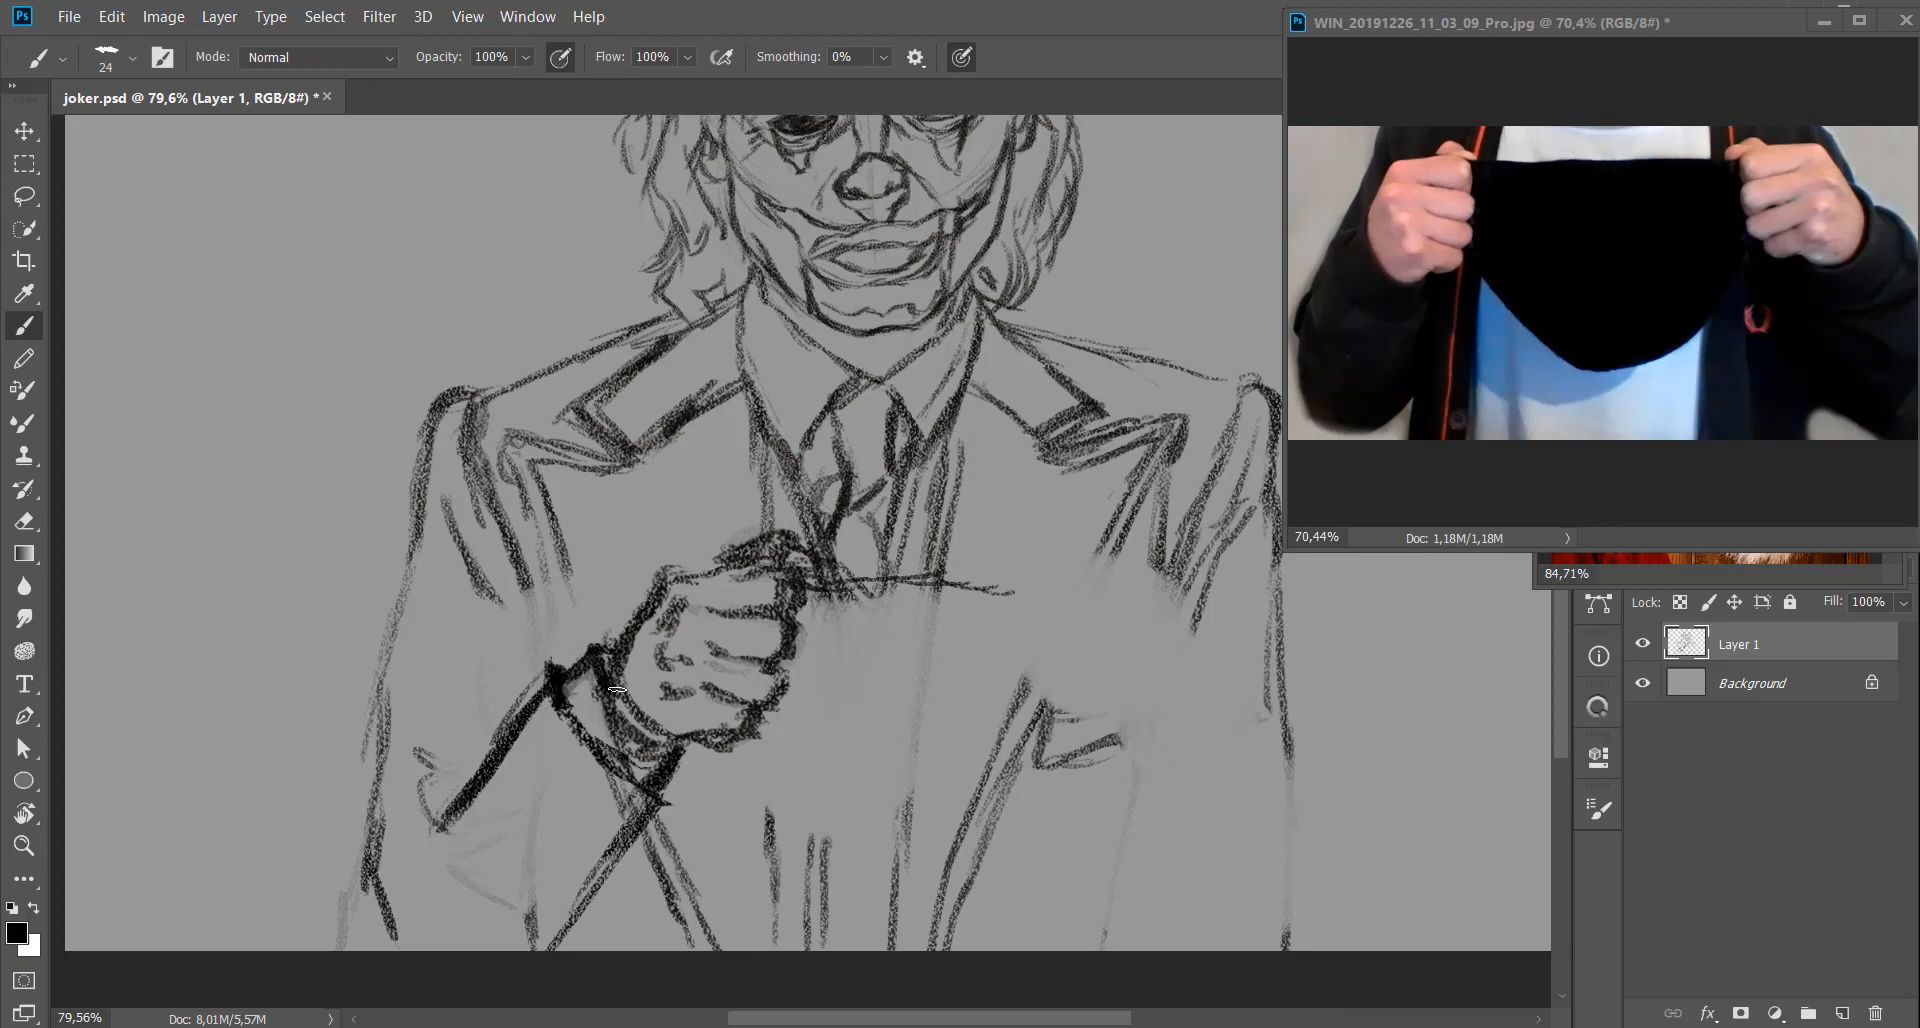 Ps File Edit Image Layer Type Select Filter 3D View Window Help
Ps WIN_20191226_11_03_09_Pro.jpg @ 70,4% (RGB/8#) *
24 Mode: Normal Opacity: 100% Flow: 100% Smoothing: 0%
joker.psd @ 79,6% (Layer 1, RGB/8#) *
70,44% Doc: 1,18M/1,18M
84,71%
Lock: Fill: 100%
Layer 1
Background
fx
79,56% Doc: 8,01M/5,57M